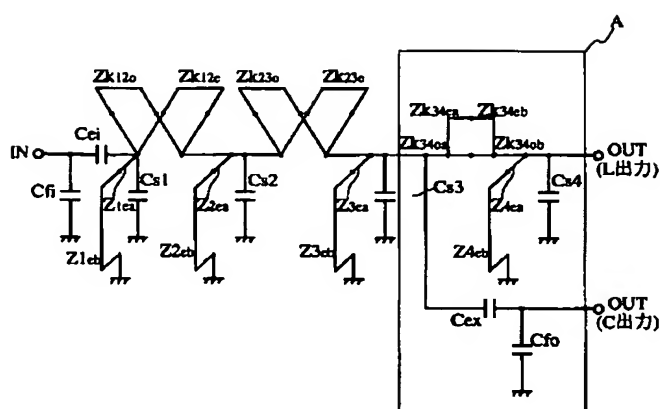 A
Zk12o
Zk12e
Zk23o
Zk23e
Zk34ea
Zk34eb
Zk34oa
Zk34ob
IN
Cei
OUT
(L出力)
Cfi
Z1ea
Cs1
Z2ea
Cs2
Z3ea
Cs3
Z4ea
Cs4
Z1eb
Z2eb
Z3eb
Z4eb
Cex
OUT
(C出力)
Cfo